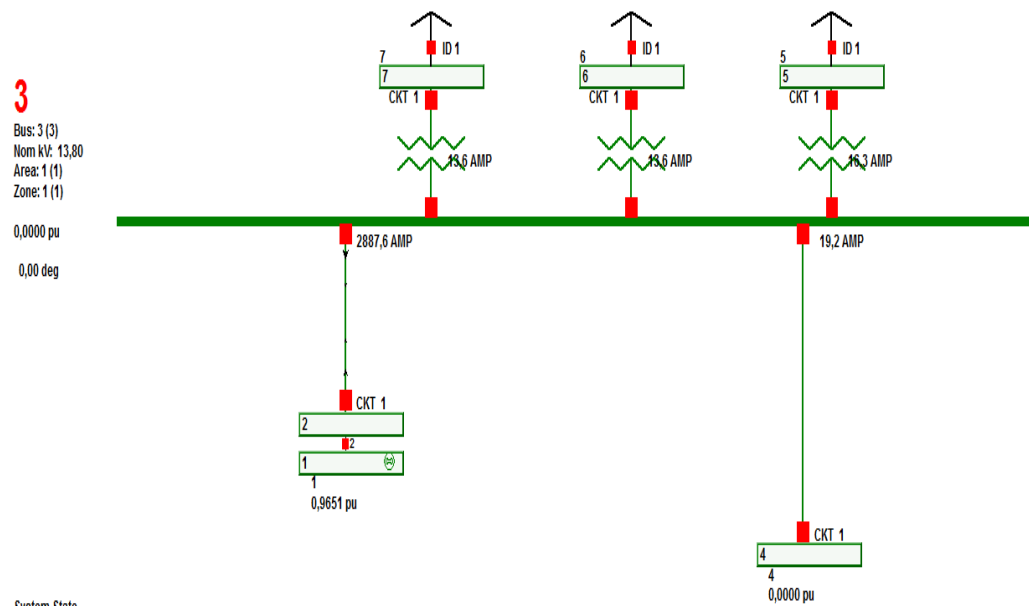 7
7
ID 1
6
6
ID 1
5
5
ID 1
CKT 1
CKT 1
CKT 1
3
Bus: 3 (3)
Nom kV: 13,80
Area: 1 (1)
Zone: 1 (1)
13,6 AMP
13,6 AMP
16,3 AMP
0,0000 pu
0,00 deg
2887,6 AMP
19,2 AMP
CKT 1
2
2
1
1
0,9651 pu
CKT 1
4
4
0,0000 pu
System State